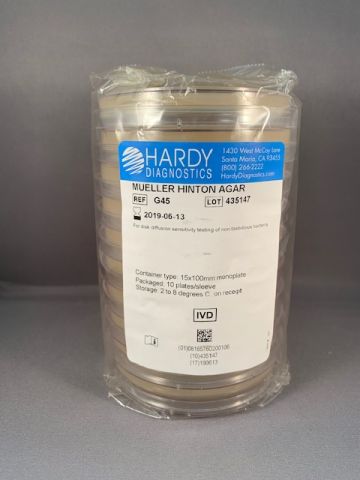 HARDY
DIAGNOSTICS
1430 West McCoy Lane
Santa Maria, CA 93455
(800) 266-2222
HardyDiagnostics.com
MUELLER HINTON AGAR
REF G45 LOT 435147
2019-06-13
For disk diffusion sensitivity testing of non fastidious bacteria
Container type: 15x100mm monoplate
Packaged: 10 plates/sleeve
Storage: 2 to 8 degrees C. on receipt
IVD
(10)435147
(17)190613